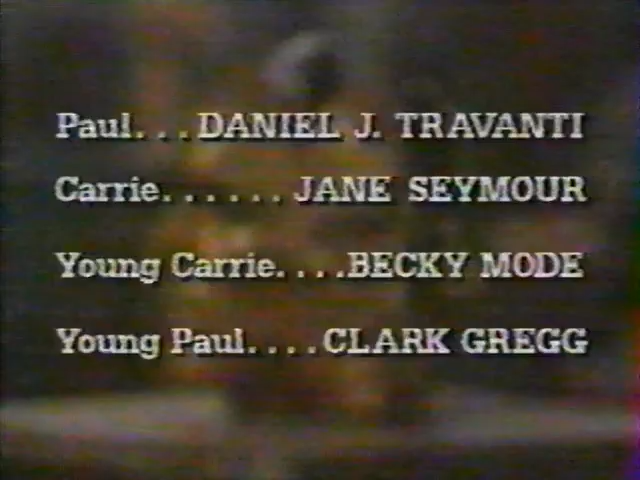 Paul...DANIEL J. TRAVANTI
Carrie......JANE SEYMOUR
Young Carrie....BECKY MODE
Young Paul....CLARK GREGG